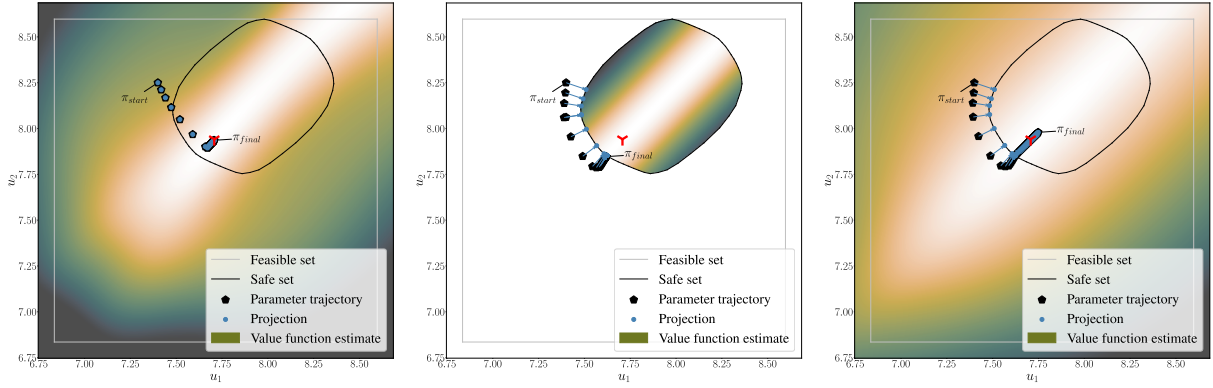 8.50
8.25
8.00
7.75
7.50
7.25
7.00
6.75
u₂
π_start
π_final
Feasible set
Safe set
Parameter trajectory
Projection
Value function estimate
6.75 7.00 7.25 7.50 7.75 8.00 8.25 8.50
u₁
8.50
8.25
8.00
7.75
7.50
7.25
7.00
6.75
u₂
π_start
π_final
Feasible set
Safe set
Parameter trajectory
Projection
Value function estimate
6.75 7.00 7.25 7.50 7.75 8.00 8.25 8.50
u₁
8.50
8.25
8.00
7.75
7.50
7.25
7.00
6.75
u₂
π_start
π_final
Feasible set
Safe set
Parameter trajectory
Projection
Value function estimate
6.75 7.00 7.25 7.50 7.75 8.00 8.25 8.50
u₁